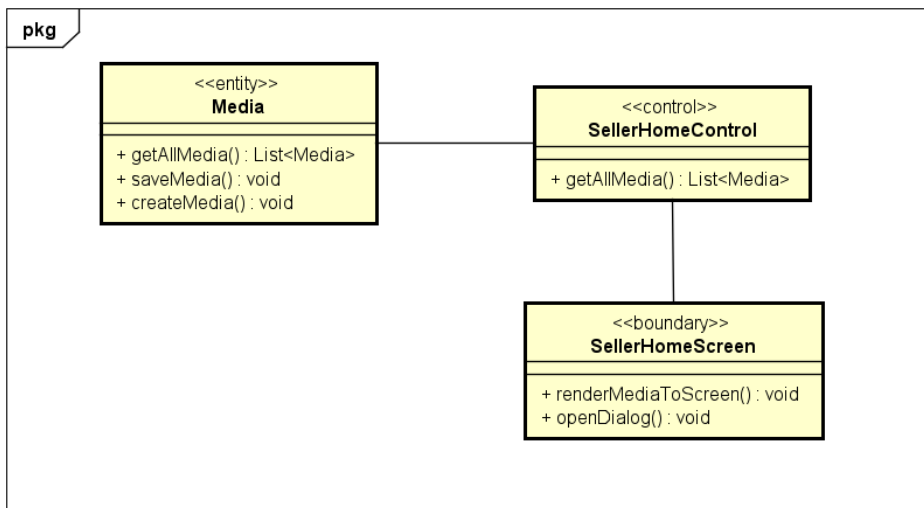 pkg
<<entity>>
Media
+ getAllMedia() : List<Media>
+ saveMedia() : void
+ createMedia() : void
<<control>>
SellerHomeControl
+ getAllMedia() : List<Media>
<<boundary>>
SellerHomeScreen
+ renderMediaToScreen() : void
+ openDialog() : void